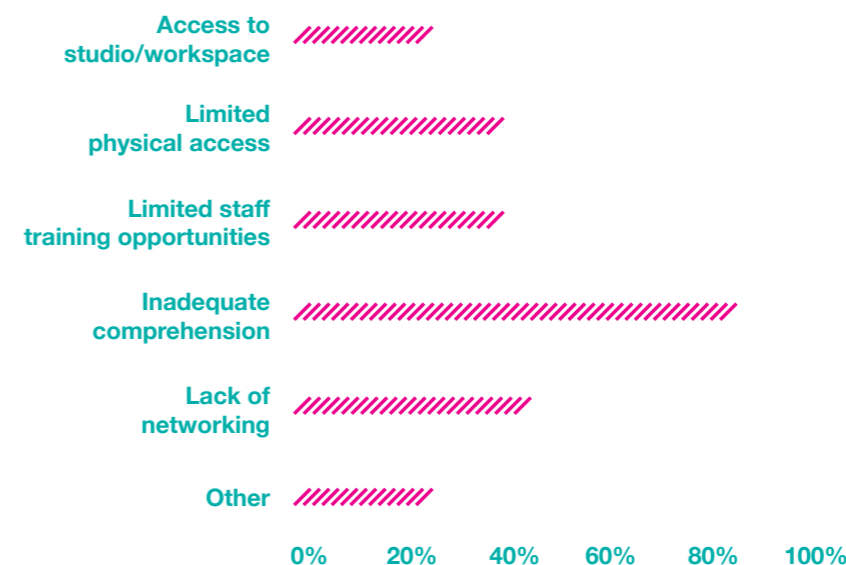 Access to
studio/workspace
Limited
physical access
Limited staff
training opportunities
Inadequate
comprehension
Lack of
networking
Other
0% 20% 40% 60% 80% 100%